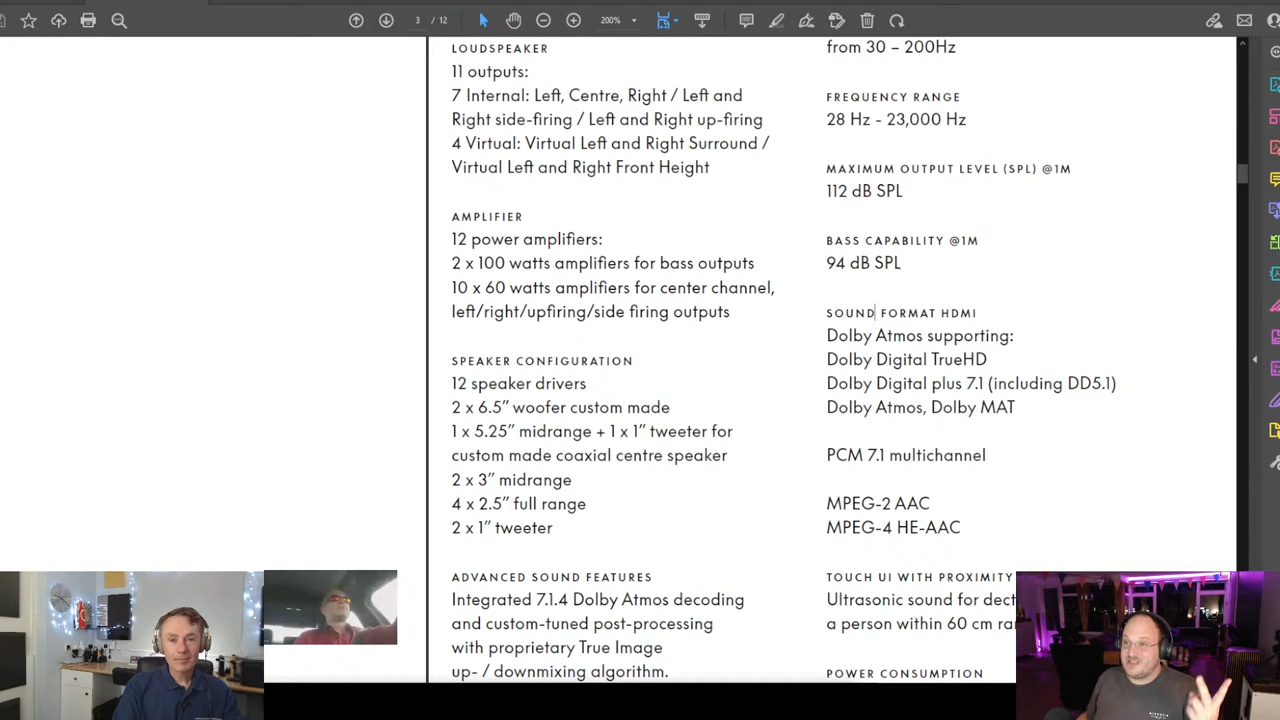 3 / 12
200%
LOUDSPEAKER
11 outputs:
7 Internal: Left, Centre, Right / Left and
Right side-firing / Left and Right up-firing
4 Virtual: Virtual Left and Right Surround /
Virtual Left and Right Front Height
AMPLIFIER
12 power amplifiers:
2 x 100 watts amplifiers for bass outputs
10 x 60 watts amplifiers for center channel,
left/right/upfiring/side firing outputs
SPEAKER CONFIGURATION
12 speaker drivers
2 x 6.5” woofer custom made
1 x 5.25” midrange + 1 x 1” tweeter for
custom made coaxial centre speaker
2 x 3” midrange
4 x 2.5” full range
2 x 1” tweeter
ADVANCED SOUND FEATURES
Integrated 7.1.4 Dolby Atmos decoding
and custom-tuned post-processing
with proprietary True Image
up- / downmixing algorithm.
from 30 – 200Hz
FREQUENCY RANGE
28 Hz - 23,000 Hz
MAXIMUM OUTPUT LEVEL (SPL) @1M
112 dB SPL
BASS CAPABILITY @1M
94 dB SPL
SOUND FORMAT HDMI
Dolby Atmos supporting:
Dolby Digital TrueHD
Dolby Digital plus 7.1 (including DD5.1)
Dolby Atmos, Dolby MAT
PCM 7.1 multichannel
MPEG-2 AAC
MPEG-4 HE-AAC
TOUCH UI WITH PROXIMITY
Ultrasonic sound for dect
a person within 60 cm ra
POWER CONSUMPTION